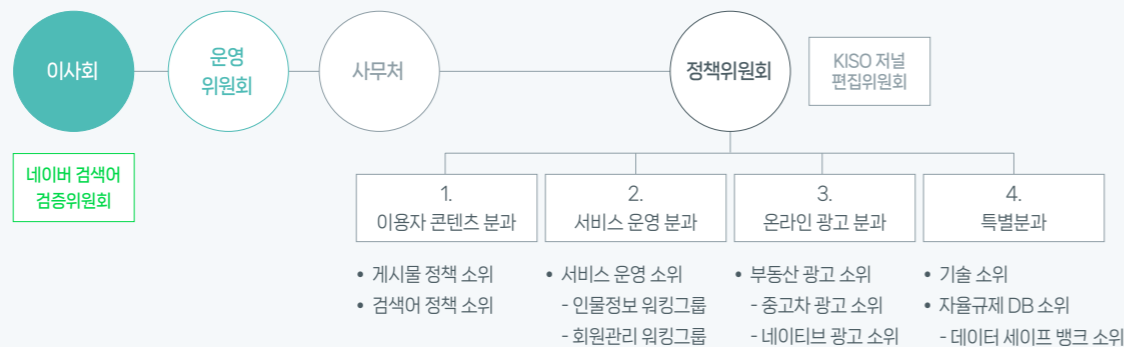 이사회
운영
위원회
사무처
정책위원회
KISO 저널
편집위원회
네이버 검색어
검증위원회
1.
이용자 콘텐츠 분과
• 게시물 정책 소위
• 검색어 정책 소위
2.
서비스 운영 분과
• 서비스 운영 소위
- 인물정보 워킹그룹
- 회원관리 워킹그룹
3.
온라인 광고 분과
• 부동산 광고 소위
- 중고차 광고 소위
- 네이티브 광고 소위
4.
특별분과
• 기술 소위
• 자율규제 DB 소위
- 데이터 세이프 뱅크 소위